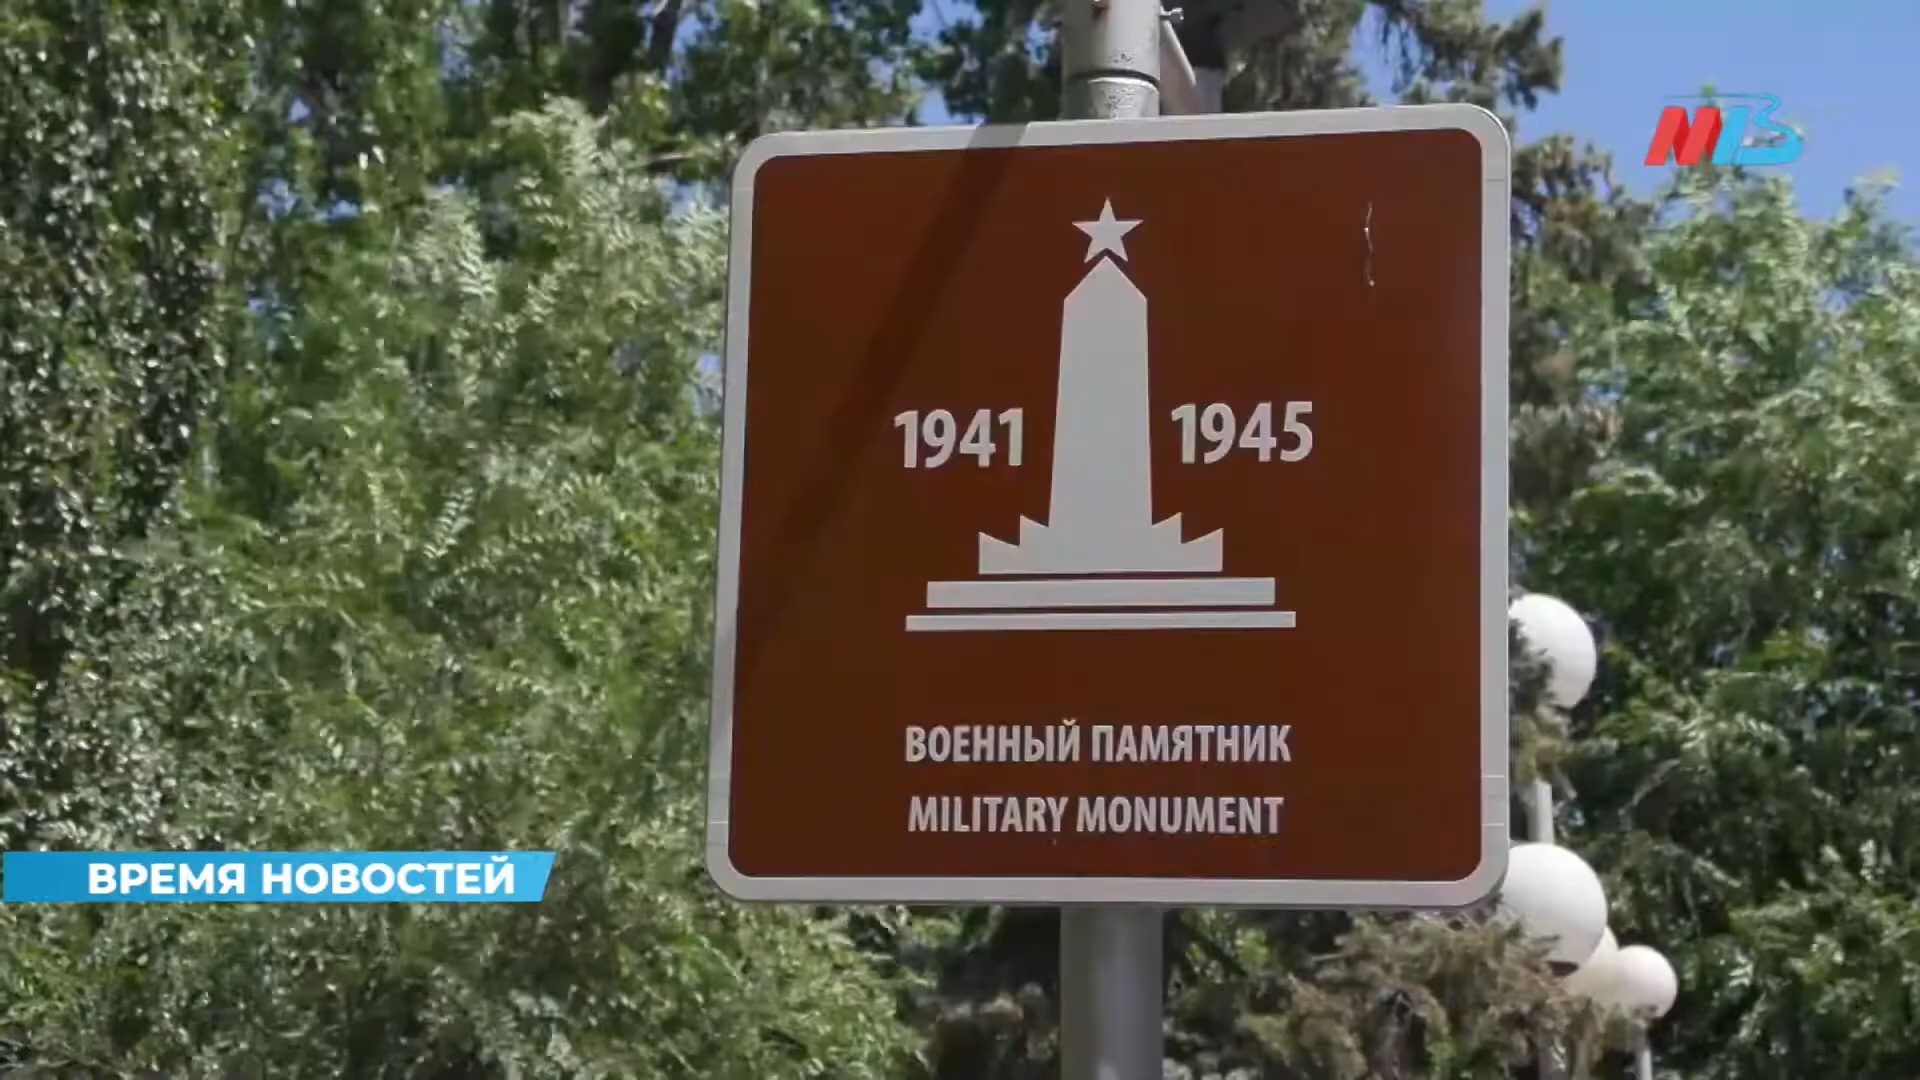 МТВ
1941 1945
ВОЕННЫЙ ПАМЯТНИК
MILITARY MONUMENT
ВРЕМЯ НОВОСТЕЙ